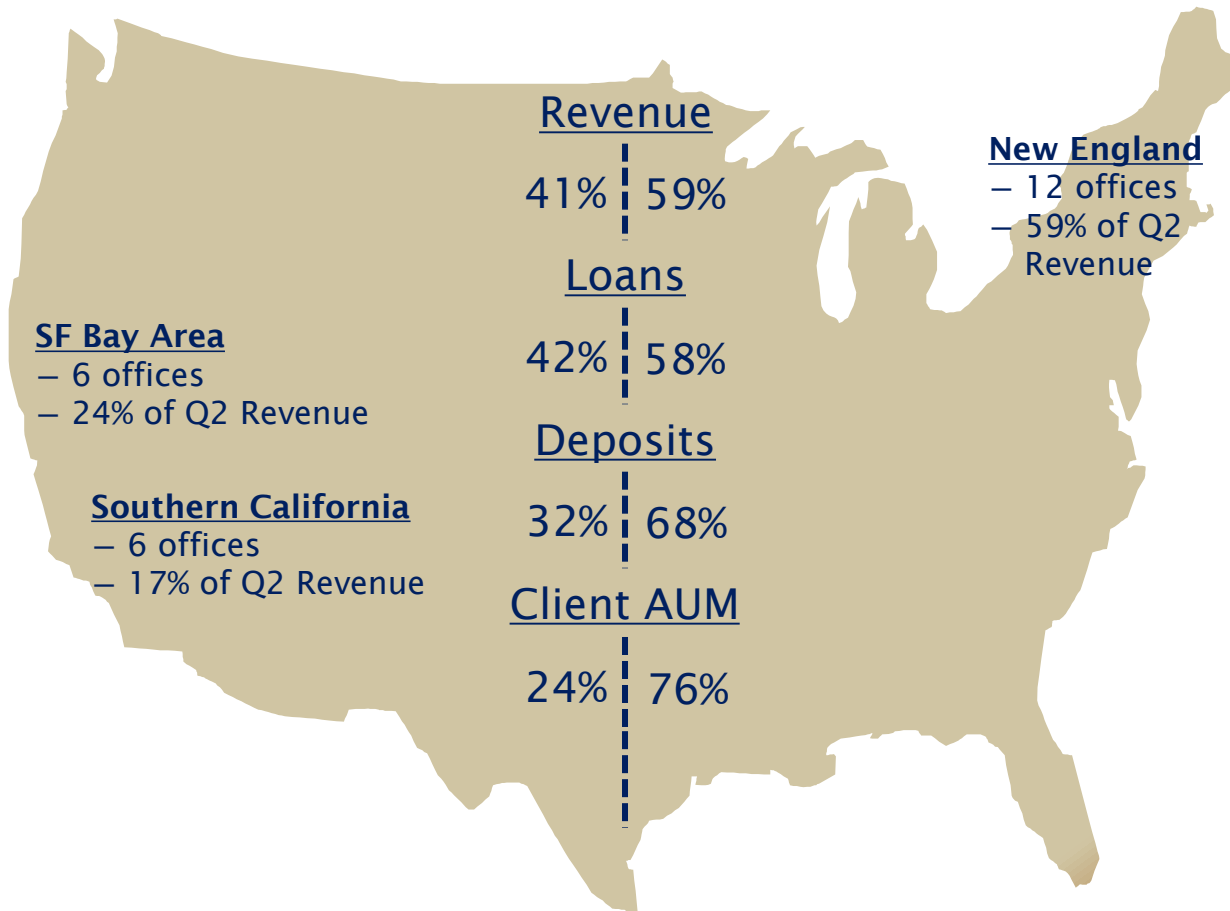 Revenue
41% 59%
New England
– 12 offices
– 59% of Q2
Revenue
Loans
42% 58%
SF Bay Area
– 6 offices
– 24% of Q2 Revenue
Deposits
32% 68%
Southern California
– 6 offices
– 17% of Q2 Revenue
Client AUM
24% 76%